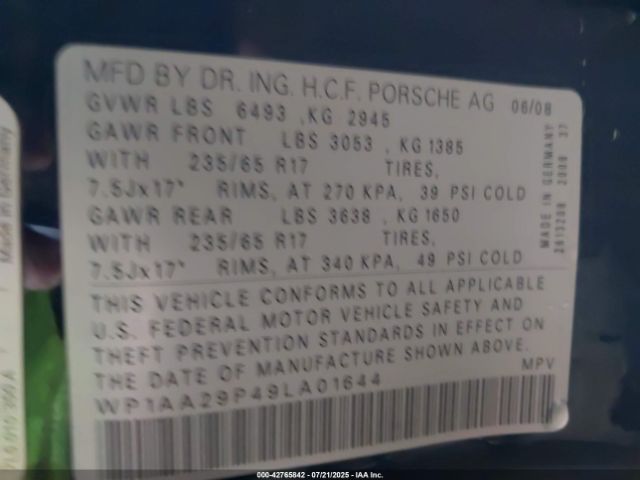 MFD BY DR. ING. H.C.F. PORSCHE AG 06/08
GVWR LBS 6493 , KG 2945
GAWR FRONT LBS 3053 , KG 1385
WITH 235/65 R17 TIRES,
7.5Jx17" RIMS, AT 270 KPA, 39 PSI COLD
GAWR REAR LBS 3638 , KG 1650
WITH 235/65 R17 TIRES,
7.5Jx17" RIMS, AT 340 KPA, 49 PSI COLD
THIS VEHICLE CONFORMS TO ALL APPLICABLE
U.S. FEDERAL MOTOR VEHICLE SAFETY AND
THEFT PREVENTION STANDARDS IN EFFECT ON
THE DATE OF MANUFACTURE SHOWN ABOVE.
WP1AA29P49LA01644 MPV
MADE IN GERMANY
Made in Germany
000-42765842 - 07/21/2025 - IAA Inc.